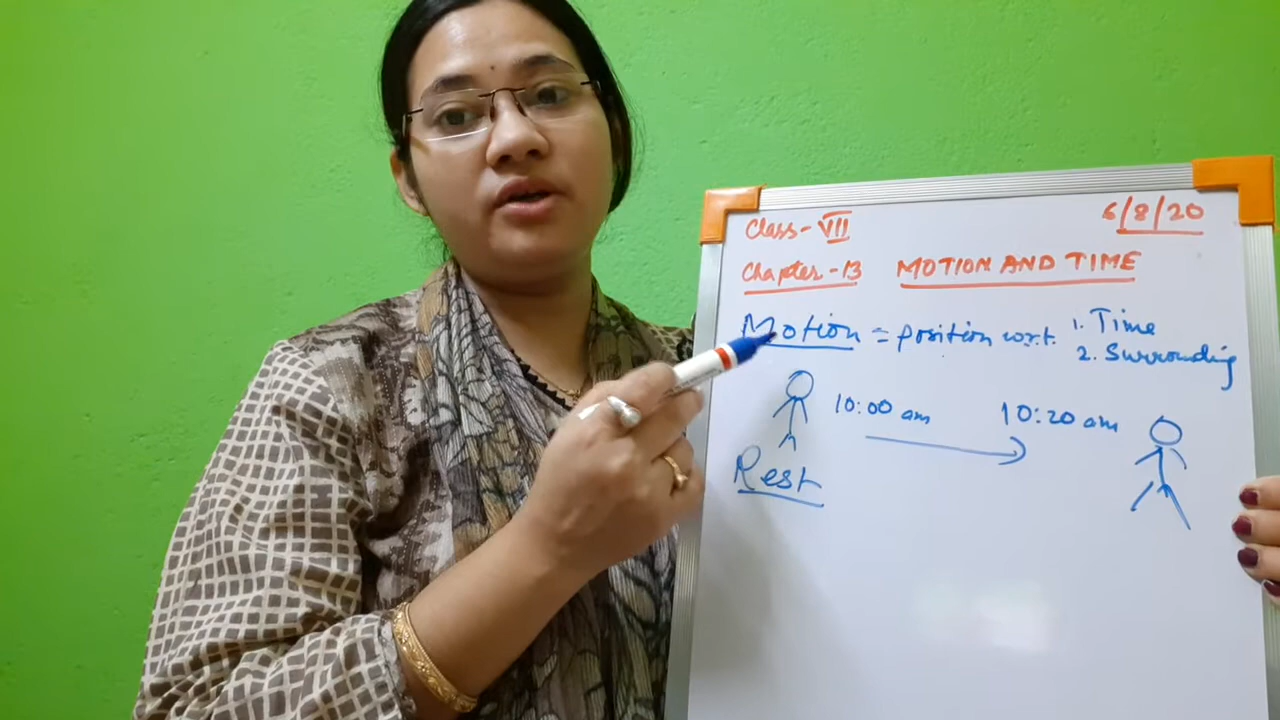 Class - VII
6/8/20
Chapter - 13 MOTION AND TIME
Motion = position w.r.t. 1. Time
2. Surrounding
10:00 am 10:20 am
Rest